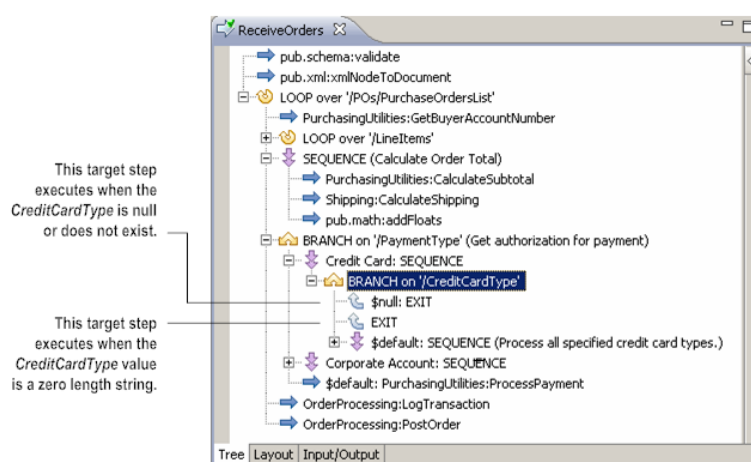 ReceiveOrders
pub.schema:validate
pub.xml:xmlNodeToDocument
LOOP over '/POs/PurchaseOrdersList'
PurchasingUtilities:GetBuyerAccountNumber
LOOP over '/LineItems'
SEQUENCE (Calculate Order Total)
PurchasingUtilities:CalculateSubtotal
Shipping:CalculateShipping
pub.math:addFloats
BRANCH on '/PaymentType' (Get authorization for payment)
Credit Card: SEQUENCE
BRANCH on '/CreditCardType'
$null: EXIT
EXIT
$default: SEQUENCE (Process all specified credit card types.)
Corporate Account: SEQUENCE
$default: PurchasingUtilities:ProcessPayment
OrderProcessing:LogTransaction
OrderProcessing:PostOrder
Tree Layout Input/Output
This target step
executes when the
CreditCardType is null
or does not exist.
This target step
executes when the
CreditCardType value
is a zero length string.